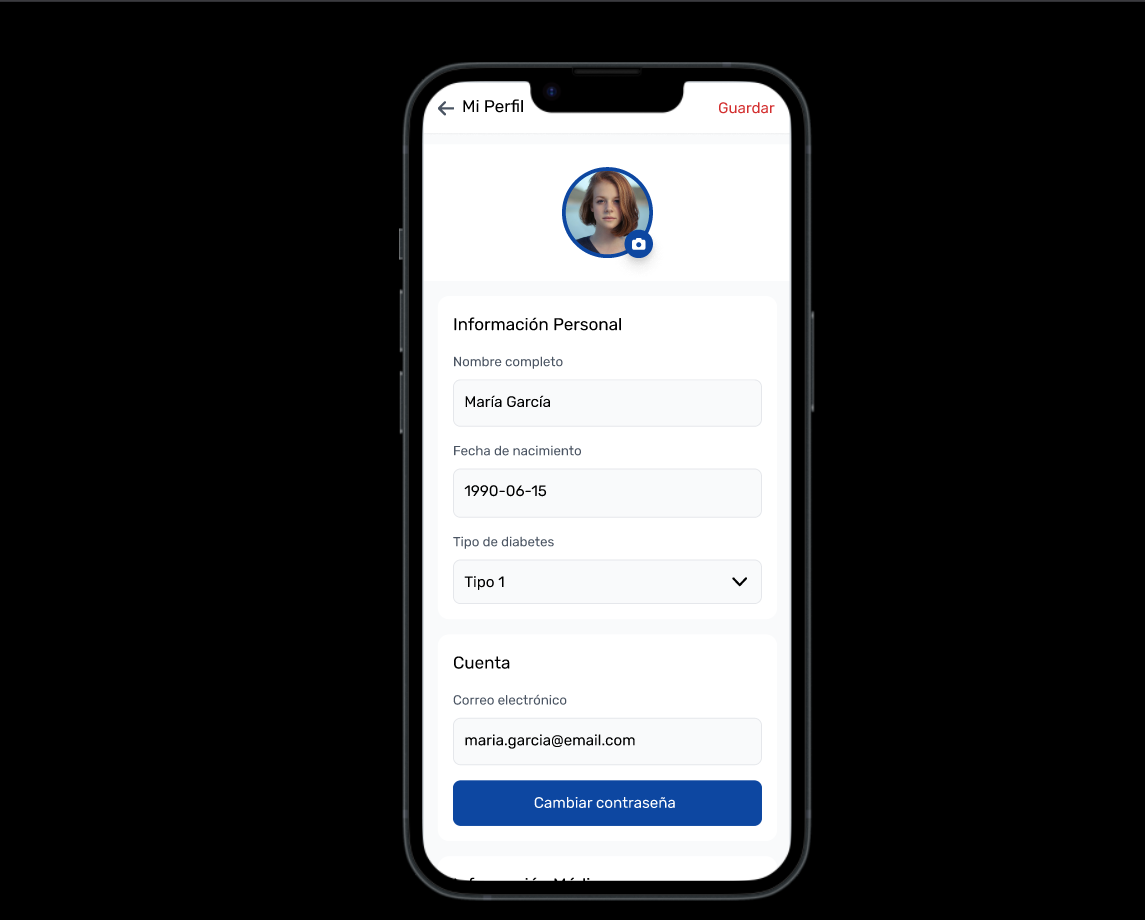 Mi Perfil
Guardar
Información Personal
Nombre completo
María García
Fecha de nacimiento
1990-06-15
Tipo de diabetes
Tipo 1
Cuenta
Correo electrónico
maria.garcia@email.com
Cambiar contraseña